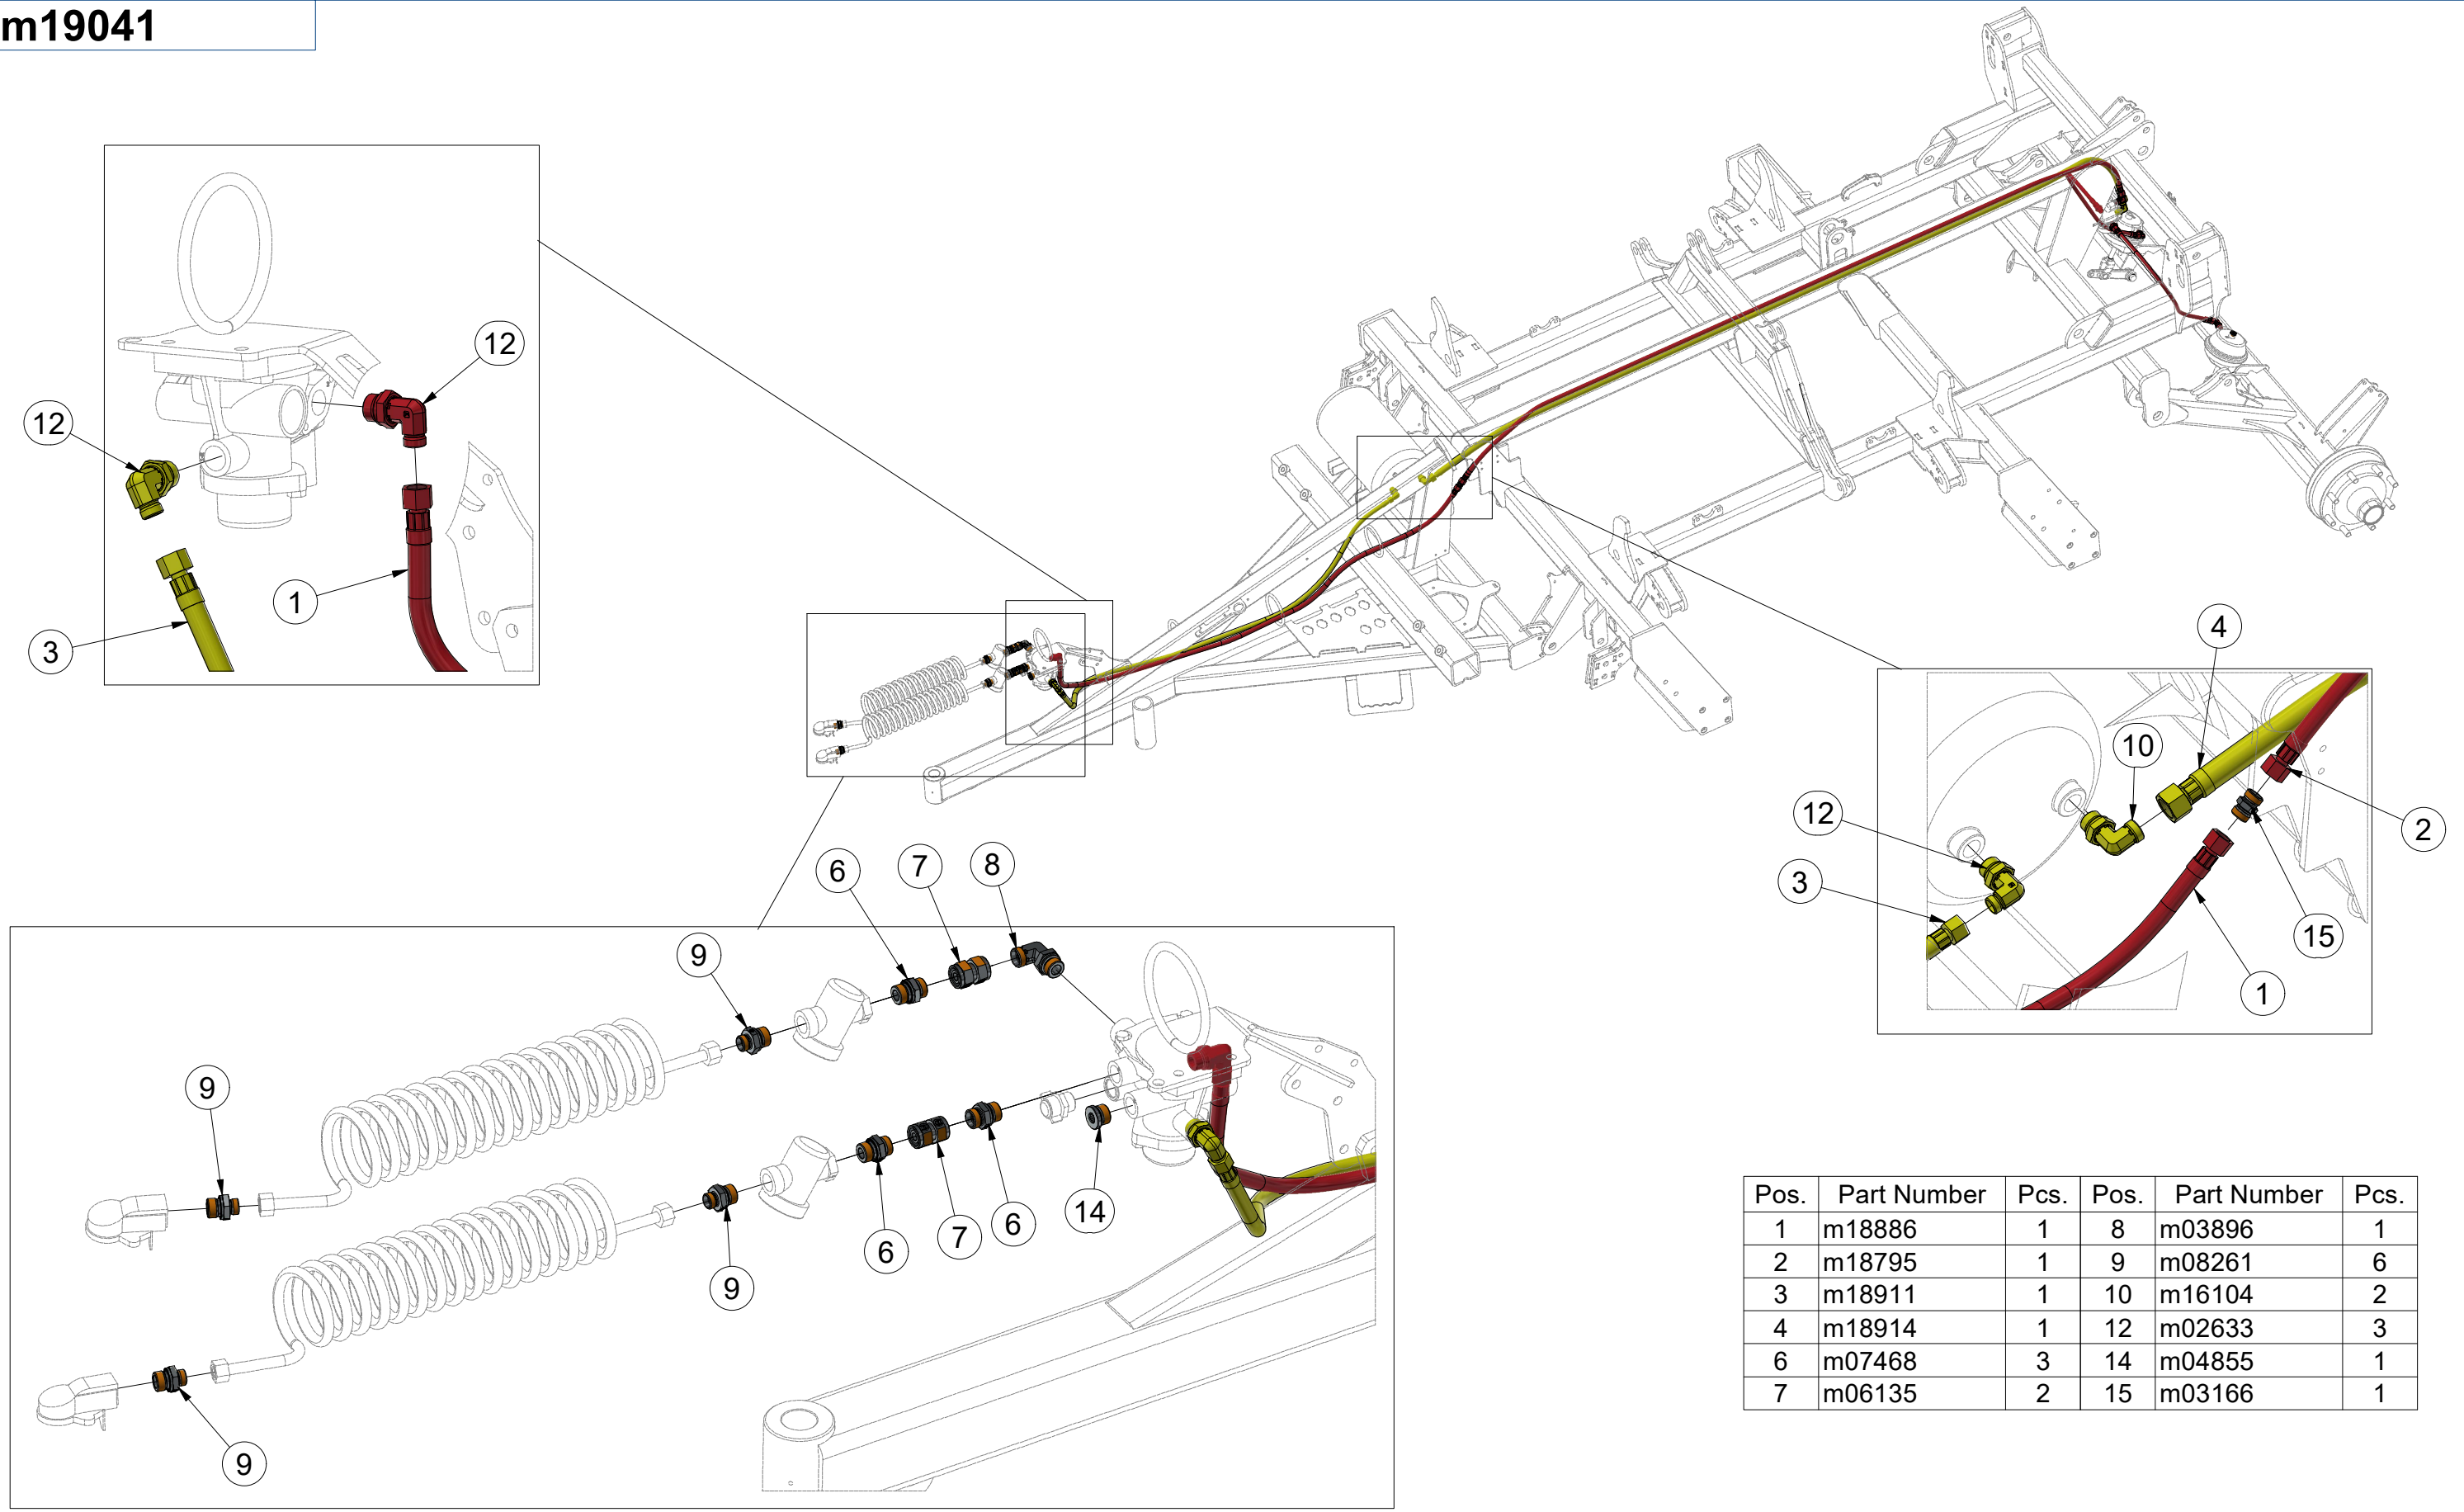 m19041
12
12
1
3
4
10
12
2
3
15
1
6
7
8
9
9
14
6
7
6
9
9
Pos. Part Number Pcs. Pos. Part Number Pcs.
1 m18886 1 8 m03896 1
2 m18795 1 9 m08261 6
3 m18911 1 10 m16104 2
4 m18914 1 12 m02633 3
6 m07468 3 14 m04855 1
7 m06135 2 15 m03166 1